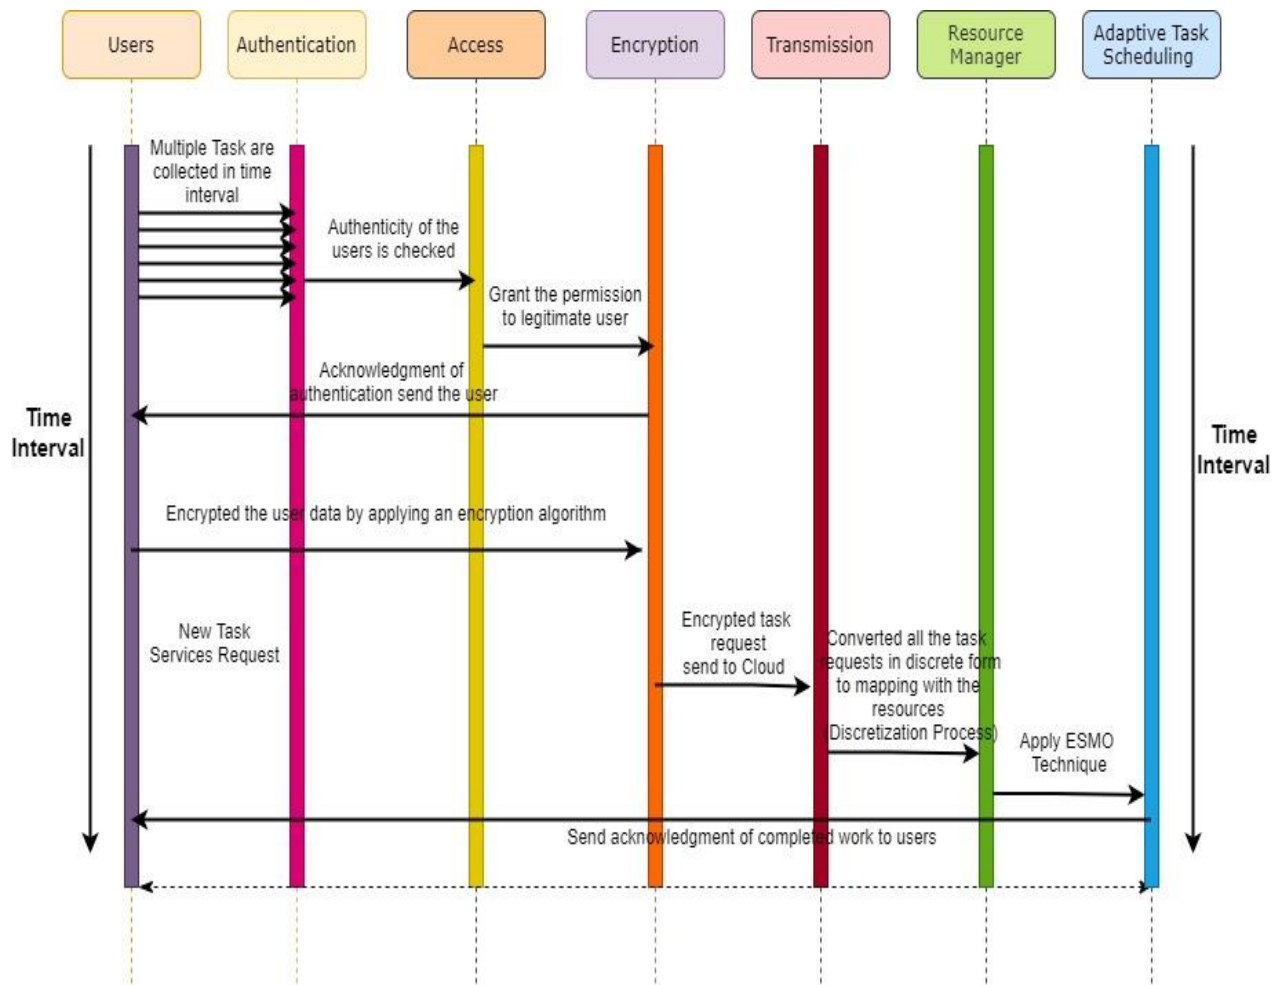 Users
Authentication
Access
Encryption
Transmission
Resource
Manager
Adaptive Task
Scheduling
Multiple Task are
collected in time
interval
Authenticity of the
users is checked
Grant the permission
to legitimate user
Acknowledgment of
authentication send the user
Time
Interval
Time
Interval
Encrypted the user data by applying an encryption algorithm
New Task
Services Request
Encrypted task
request
send to Cloud
Converted all the task
requests in discrete form
to mapping with the
resources
(Discretization Process)
Apply ESMO
Technique
Send acknowledgment of completed work to users